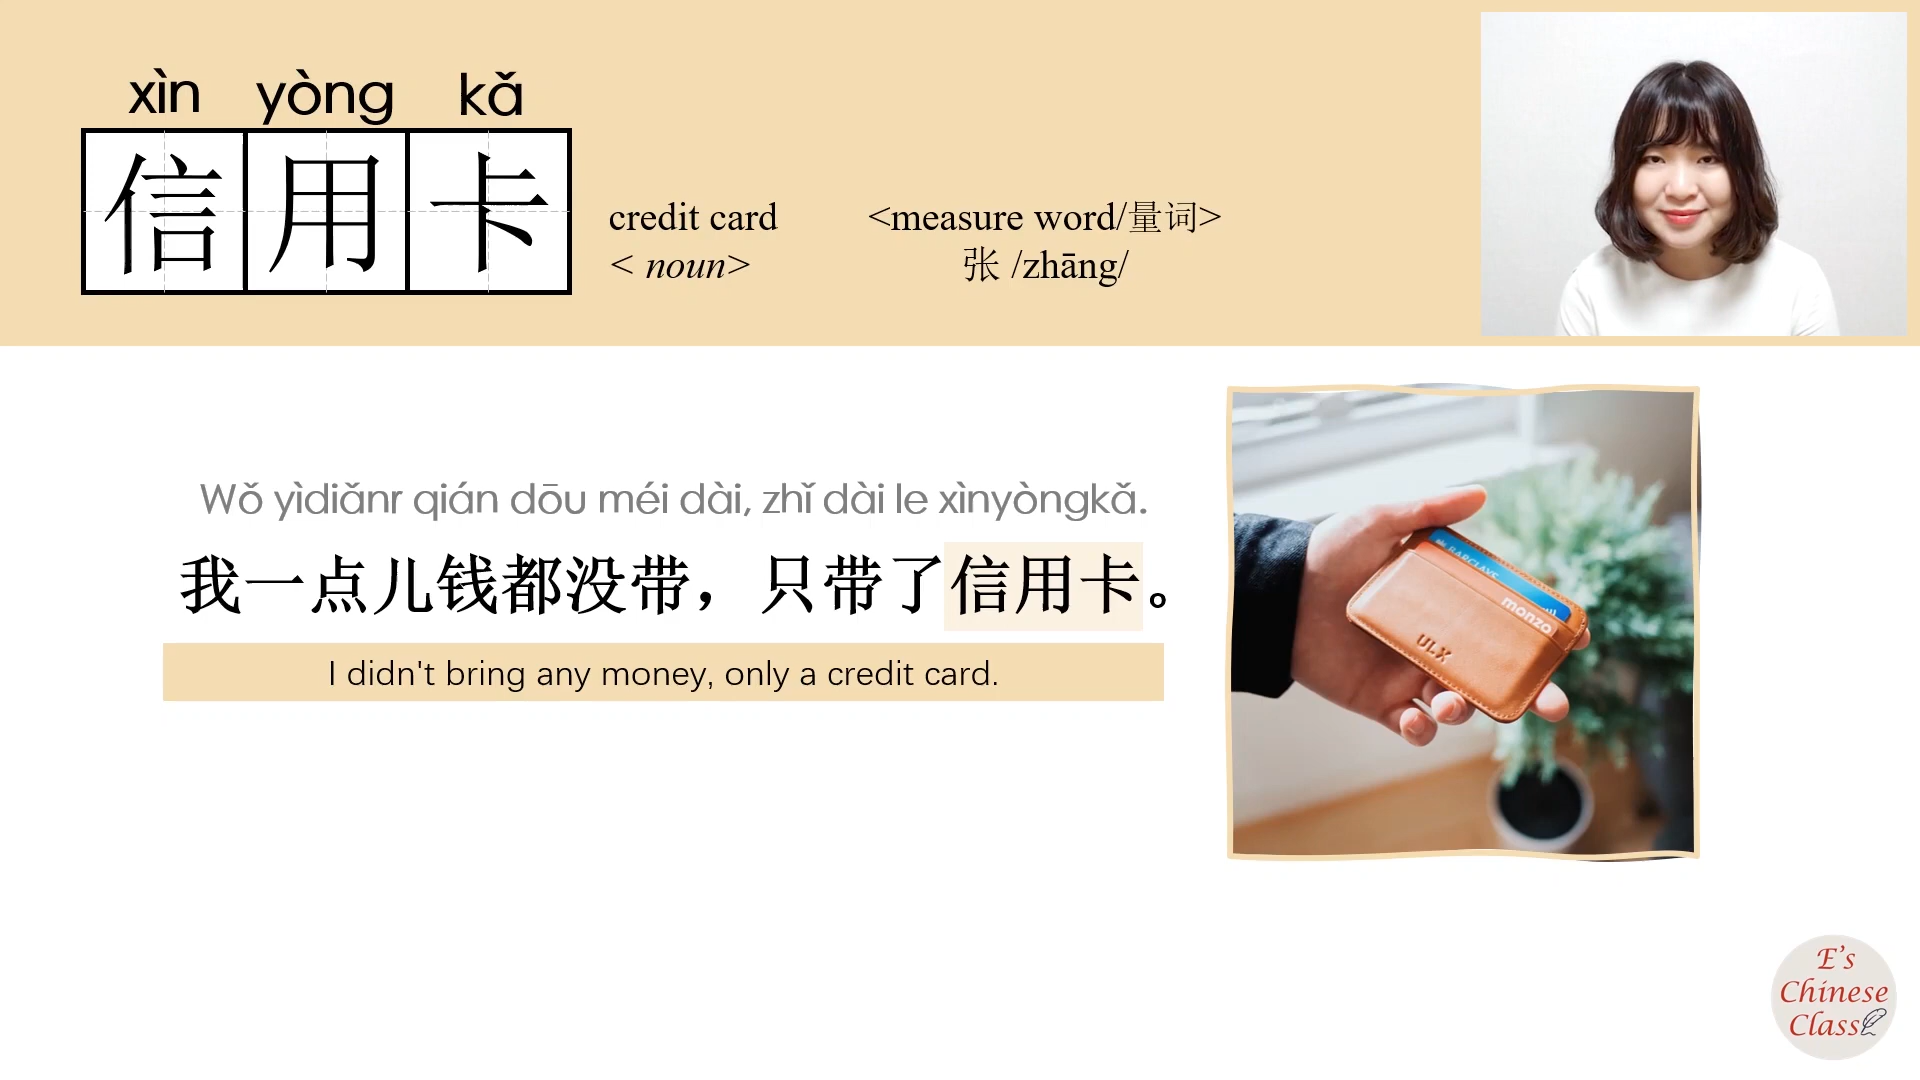 xìn yòng kǎ
信用卡
credit card
< noun>
<measure word/量词>
张 /zhāng/
Wǒ yìdiǎnr qián dōu méi dài, zhǐ dài le xìnyòngkǎ.
我一点儿钱都没带，只带了信用卡。
I didn't bring any money, only a credit card.
BARCLAYS
monzo
ULX
E's
Chinese
Class